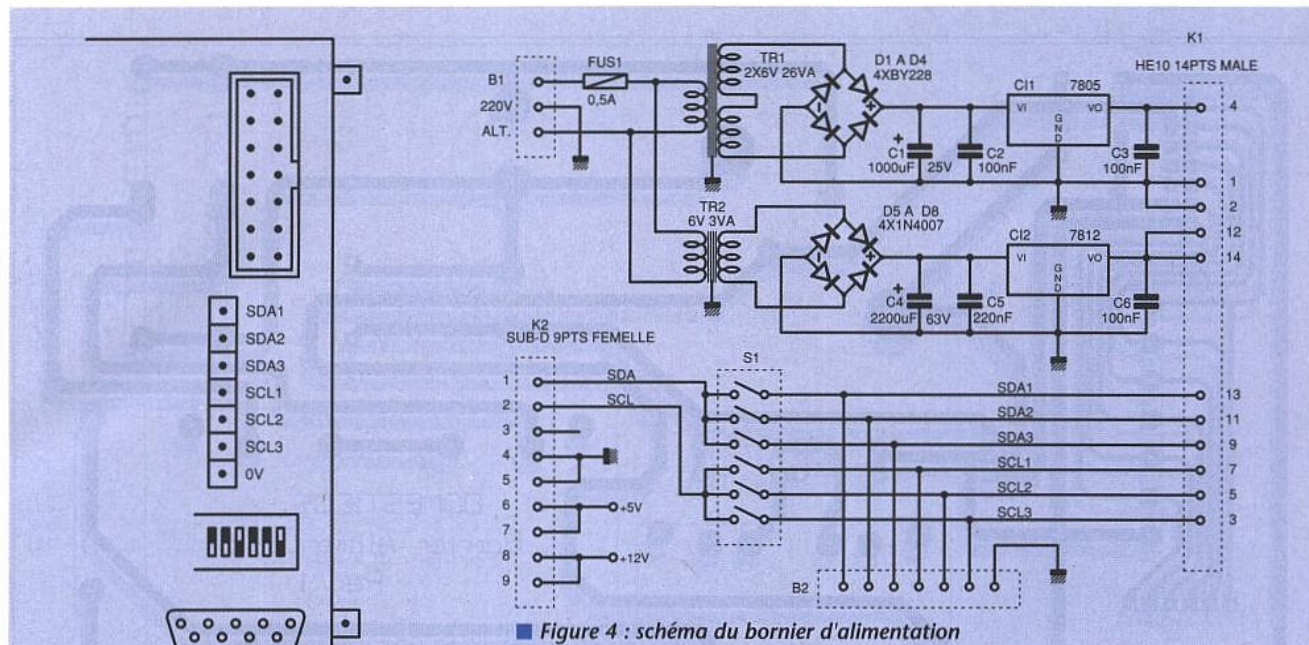 SDA1
SDA2
SDA3
SCL1
SCL2
SCL3
0V
B1
220V
ALT.
FUS1
0,5A
TR1
2X6V 26VA
D1 A D4
4XBY228
C1
1000uF
25V
C2
100nF
CI1
7805
VI
VO
GND
C3
100nF
K1
HE10 14PTS MALE
4
1
2
12
14
TR2
6V 3VA
D5 A D8
4X1N4007
C4
2200uF
63V
C5
220nF
CI2
7812
VI
VO
GND
C6
100nF
K2
SUB-D 9PTS FEMELLE
1
2
3
4
5
6
7
8
9
SDA
SCL
+5V
+12V
S1
SDA1
SDA2
SDA3
SCL1
SCL2
SCL3
13
11
9
7
5
3
B2
Figure 4 : schéma du bornier d'alimentation